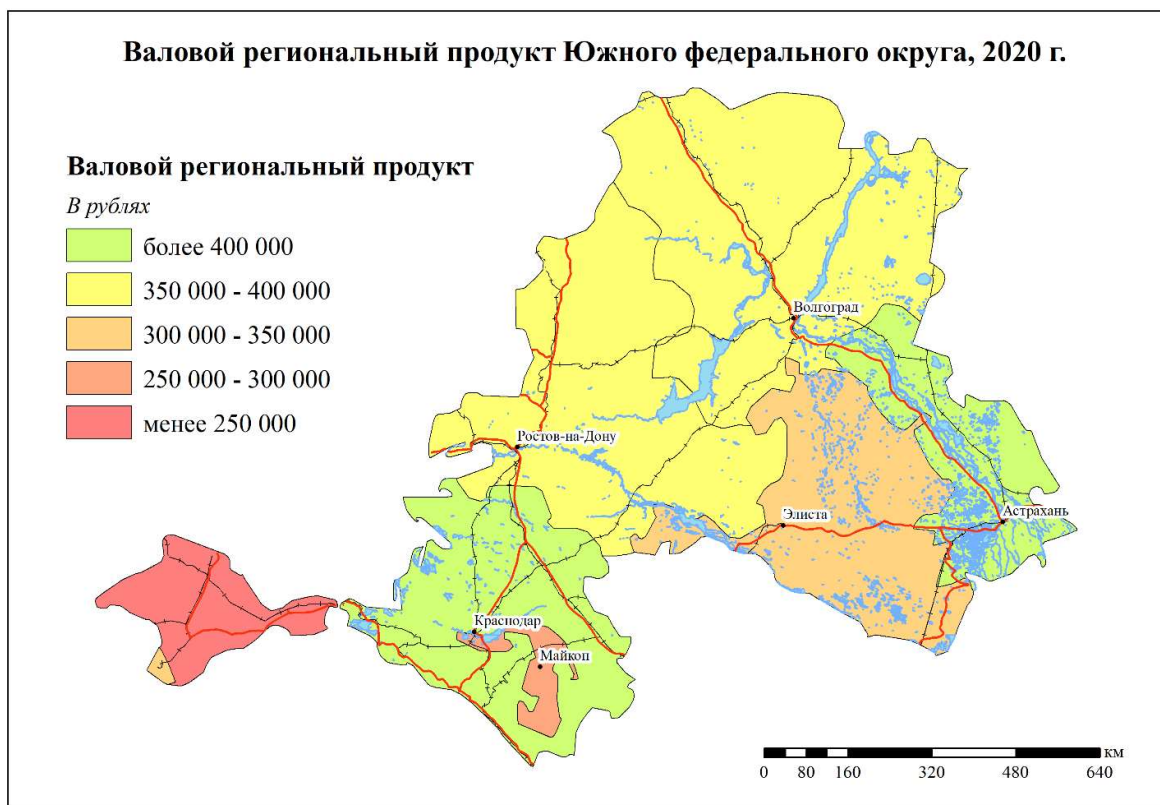 Валовой региональный продукт Южного федерального округа, 2020 г.
Валовой региональный продукт
В рублях
более 400 000
350 000 - 400 000
300 000 - 350 000
250 000 - 300 000
менее 250 000
Волгоград
Ростов-на-Дону
Элиста
Астрахань
Краснодар
Майкоп
км
0 80 160 320 480 640